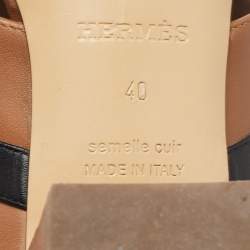 HERMÈS
40
semelle cuir
MADE IN ITALY